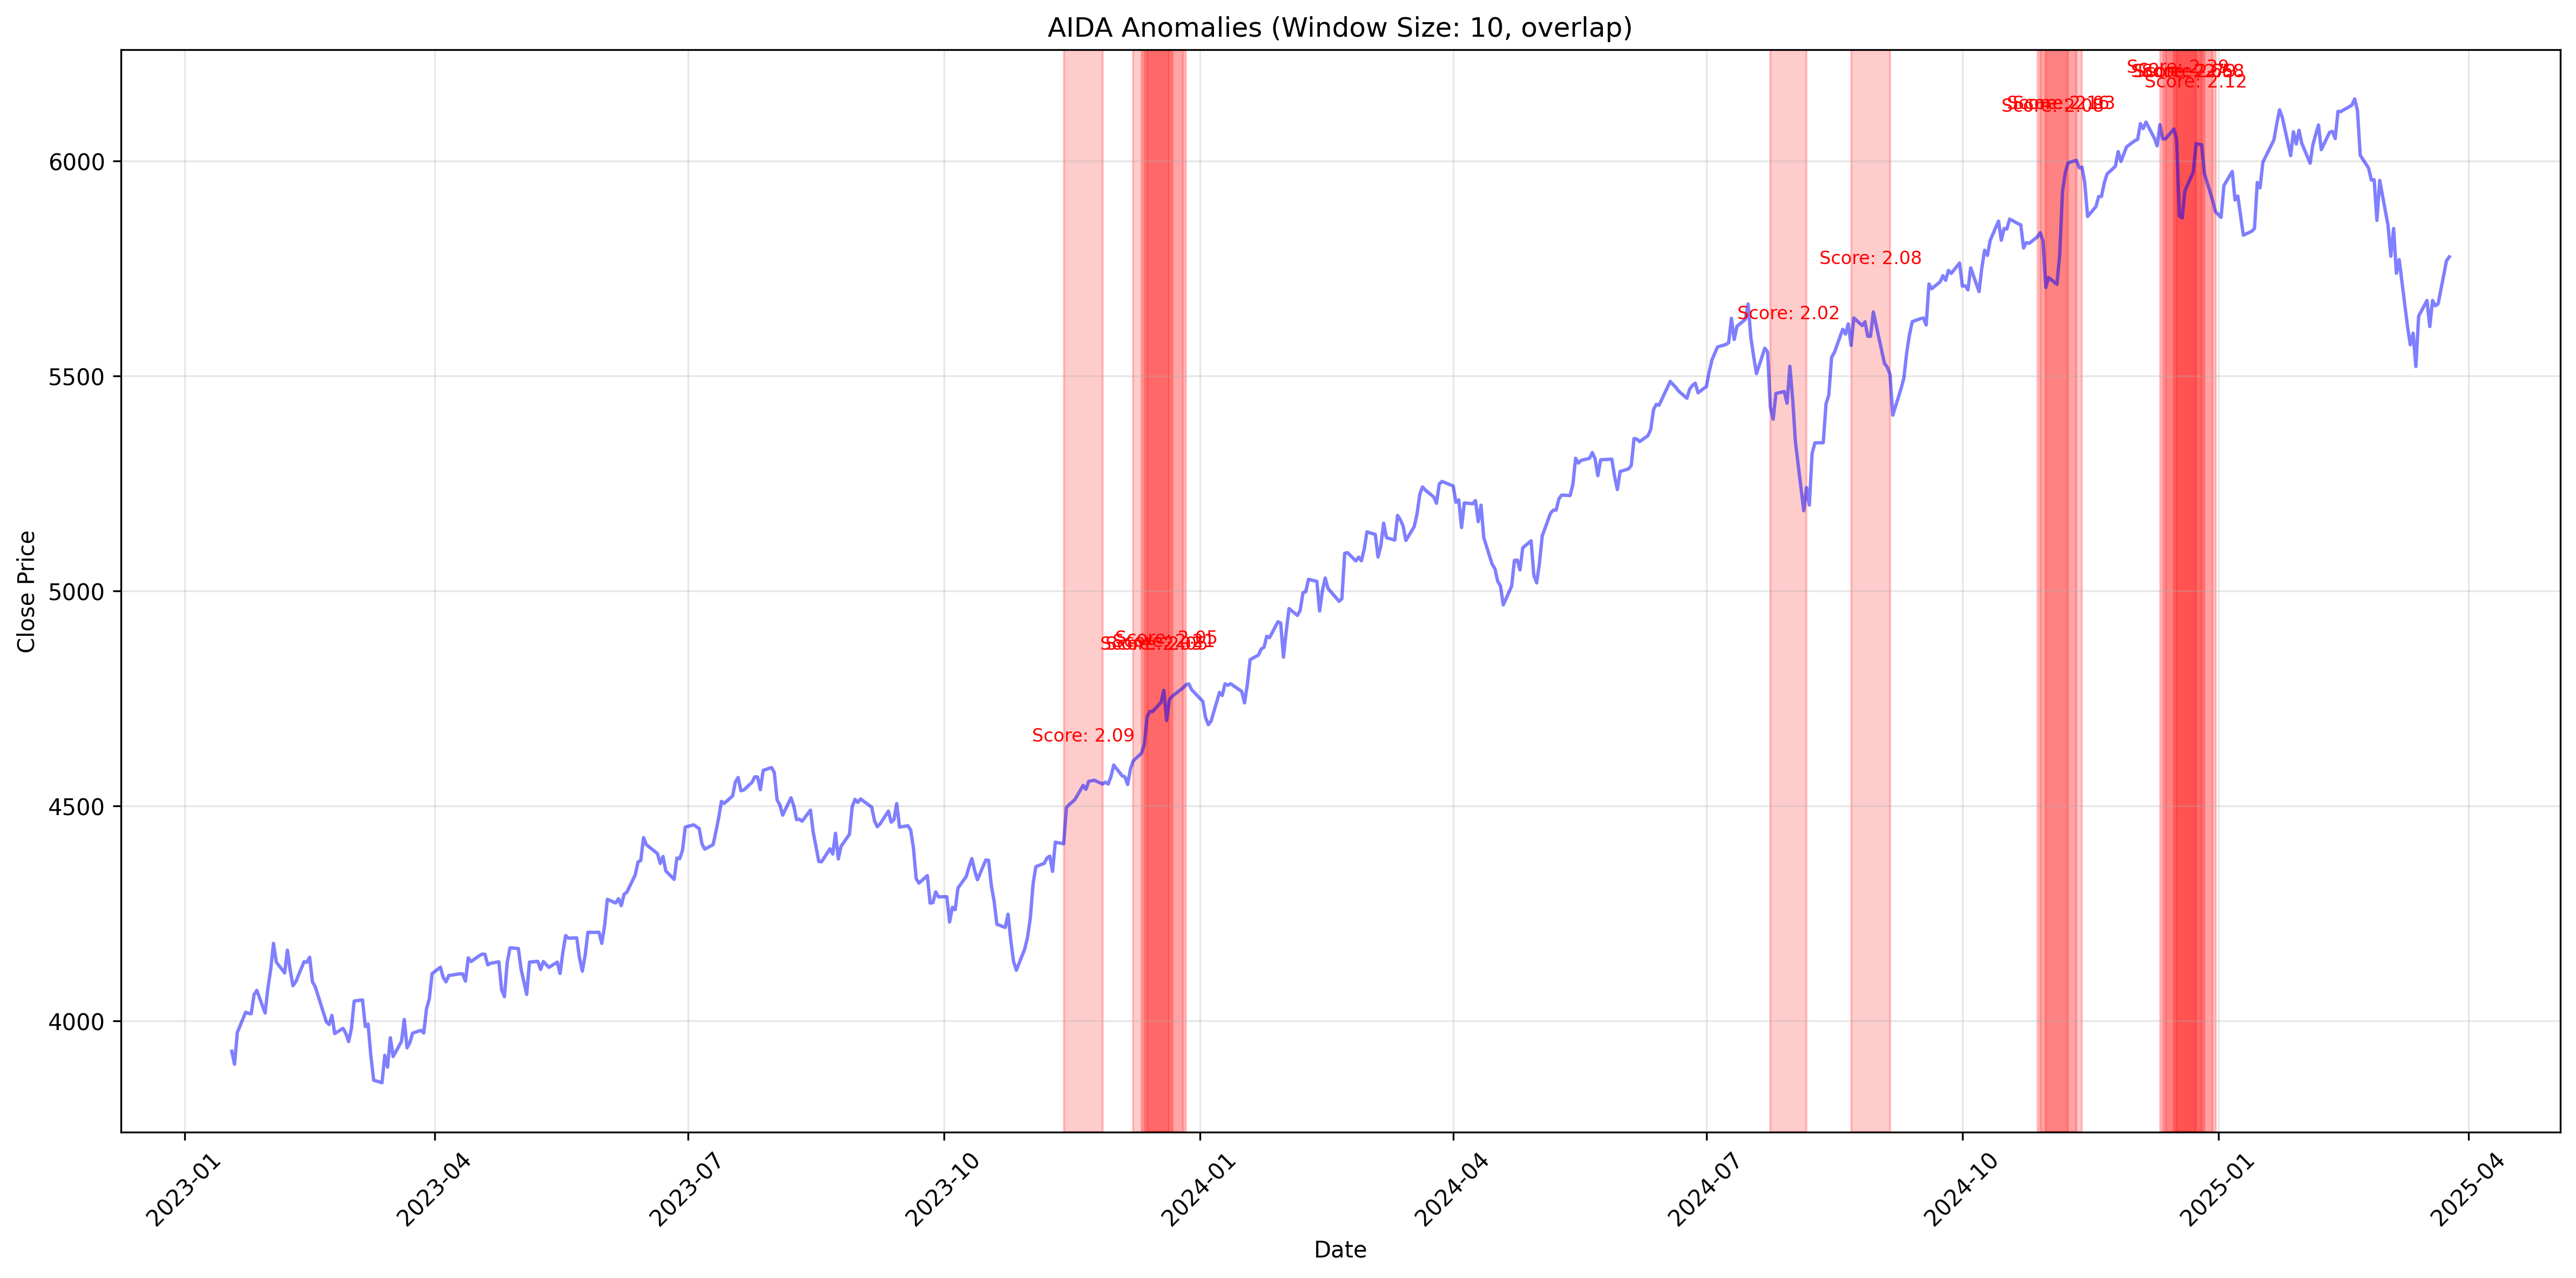 AIDA Anomalies (Window Size: 10, overlap)
Score: 2.12
Score: 2.08
Score: 2.02
Score: 2.09
Close Price
6000
5500
5000
4500
4000
2023-01
2023-04
2023-07
2023-10
2024-01
2024-04
2024-07
2024-10
2025-01
2025-04
Date